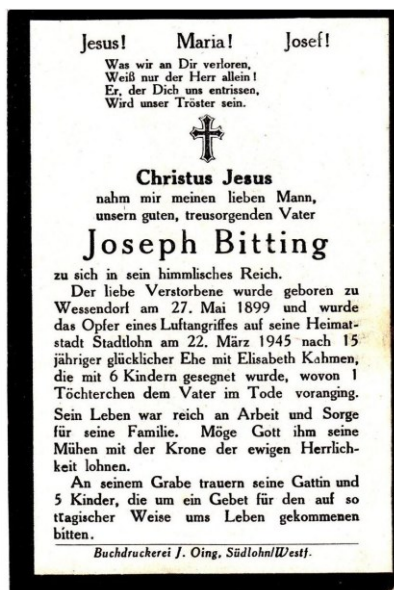 Jesus! Maria! Josef!
Was wir an Dir verloren,
Weiß nur der Herr allein!
Er, der Dich uns entrissen,
Wird unser Tröster sein.
Christus Jesus
nahm mir meinen lieben Mann,
unsern guten, treusorgenden Vater
Joseph Bitting
zu sich in sein himmlisches Reich.
Der liebe Verstorbene wurde geboren zu
Wessendorf am 27. Mai 1899 und wurde
das Opfer eines Luftangriffes auf seine Heimat-
stadt Stadtlohn am 22. März 1945 nach 15
jähriger glücklicher Ehe mit Elisabeth Kahmen,
die mit 6 Kindern gesegnet wurde, wovon 1
Töchterchen dem Vater im Tode voranging.
Sein Leben war reich an Arbeit und Sorge
für seine Familie. Möge Gott ihm seine
Mühen mit der Krone der ewigen Herrlich-
keit lohnen.
An seinem Grabe trauern seine Gattin und
5 Kinder, die um ein Gebet für den auf so
tragischer Weise ums Leben gekommenen
bitten.
Buchdruckerei J. Oing, Südlohn/Westf.